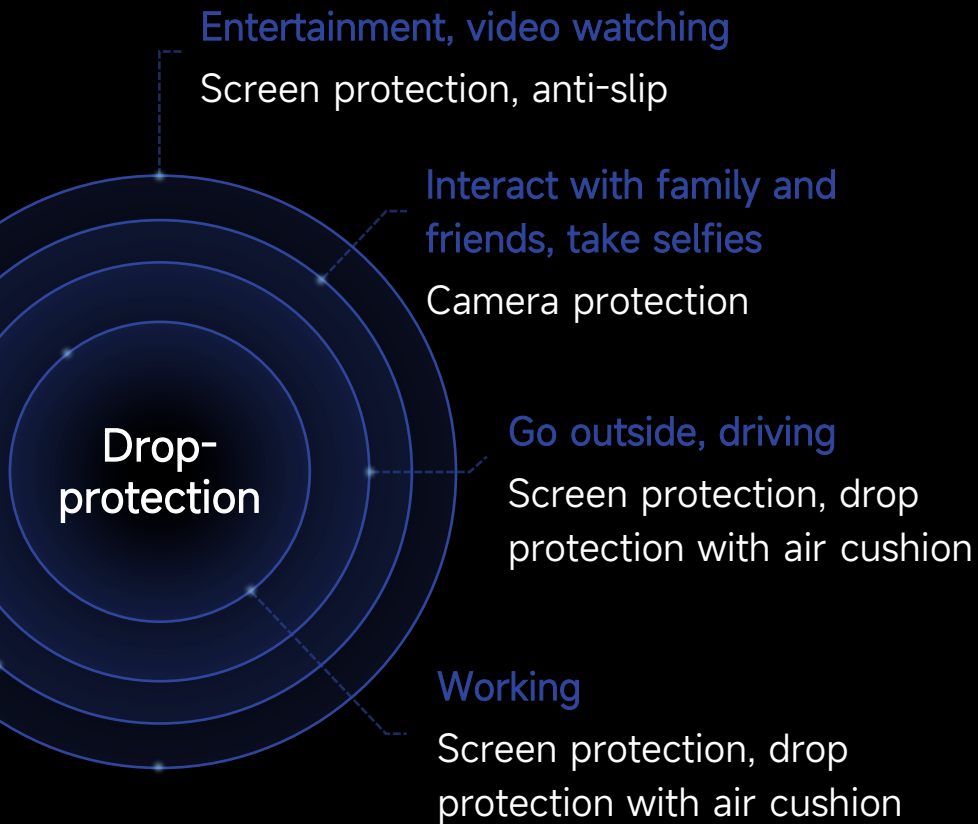 Entertainment, video watching
Screen protection, anti-slip
Interact with family and
friends, take selfies
Camera protection
Drop-
protection
Go outside, driving
Screen protection, drop
protection with air cushion
Working
Screen protection, drop
protection with air cushion